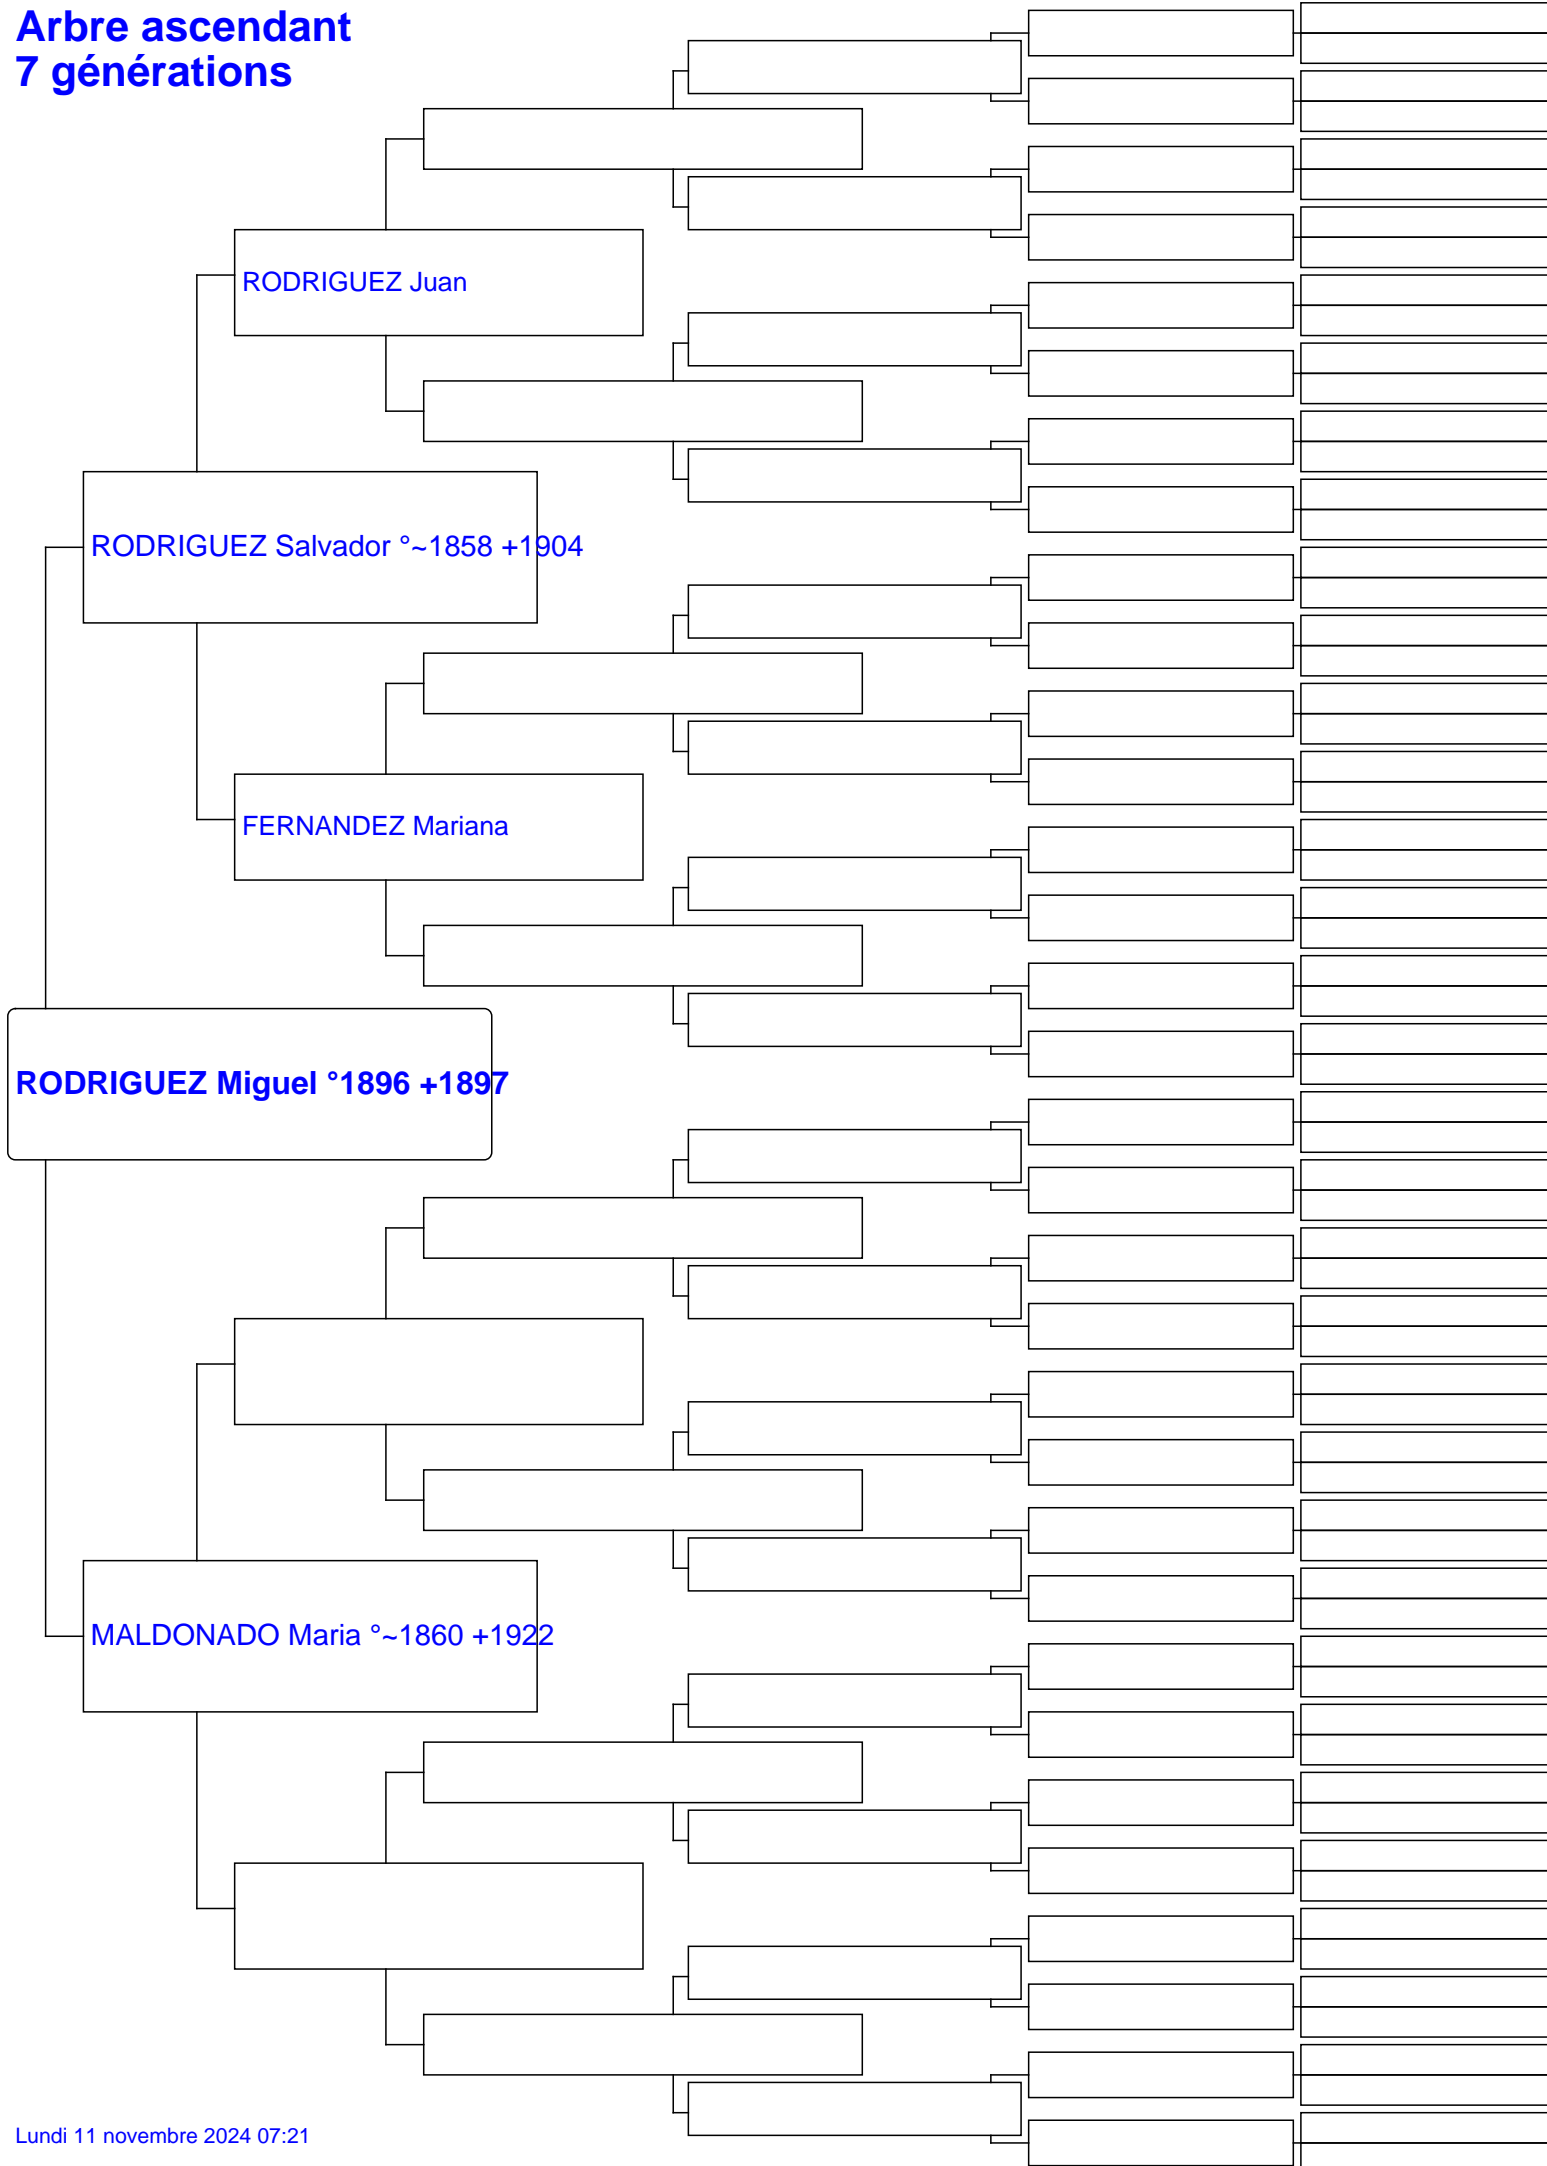 Arbre ascendant
7 générations
RODRIGUEZ Juan
RODRIGUEZ Salvador °~1858 +1904
FERNANDEZ Mariana
RODRIGUEZ Miguel °1896 +1897
MALDONADO Maria °~1860 +1922
Lundi 11 novembre 2024 07:21